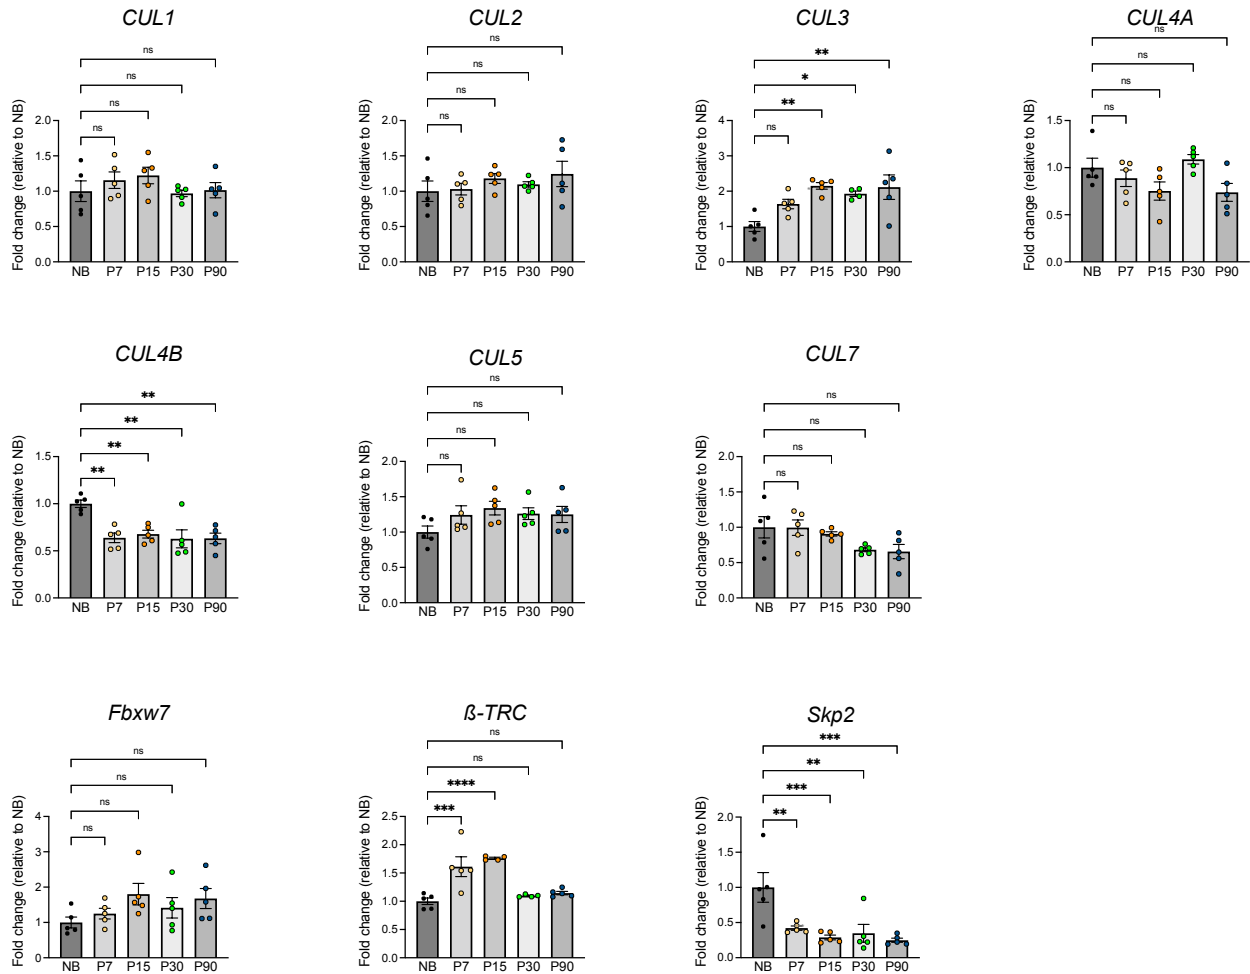 CUL1
ns
ns
ns
ns
Fold change (relative to NB)
2.0
1.5
1.0
0.5
0.0
NB P7 P15 P30 P90
CUL2
ns
ns
ns
ns
Fold change (relative to NB)
2.0
1.5
1.0
0.5
0.0
NB P7 P15 P30 P90
CUL3
**
*
**
ns
Fold change (relative to NB)
4
3
2
1
0
NB P7 P15 P30 P90
CUL4A
ns
ns
ns
ns
Fold change (relative to NB)
1.5
1.0
0.5
0.0
NB P7 P15 P30 P90
CUL4B
**
**
**
**
Fold change (relative to NB)
1.5
1.0
0.5
0.0
NB P7 P15 P30 P90
CUL5
ns
ns
ns
ns
Fold change (relative to NB)
2.0
1.5
1.0
0.5
0.0
NB P7 P15 P30 P90
CUL7
ns
ns
ns
ns
Fold change (relative to NB)
2.0
1.5
1.0
0.5
0.0
NB P7 P15 P30 P90
Fbxw7
ns
ns
ns
ns
Fold change (relative to NB)
4
3
2
1
0
NB P7 P15 P30 P90
ß-TRC
ns
ns
****
***
Fold change (relative to NB)
2.5
2.0
1.5
1.0
0.5
0.0
NB P7 P15 P30 P90
Skp2
***
**
***
**
Fold change (relative to NB)
2.0
1.5
1.0
0.5
0.0
NB P7 P15 P30 P90